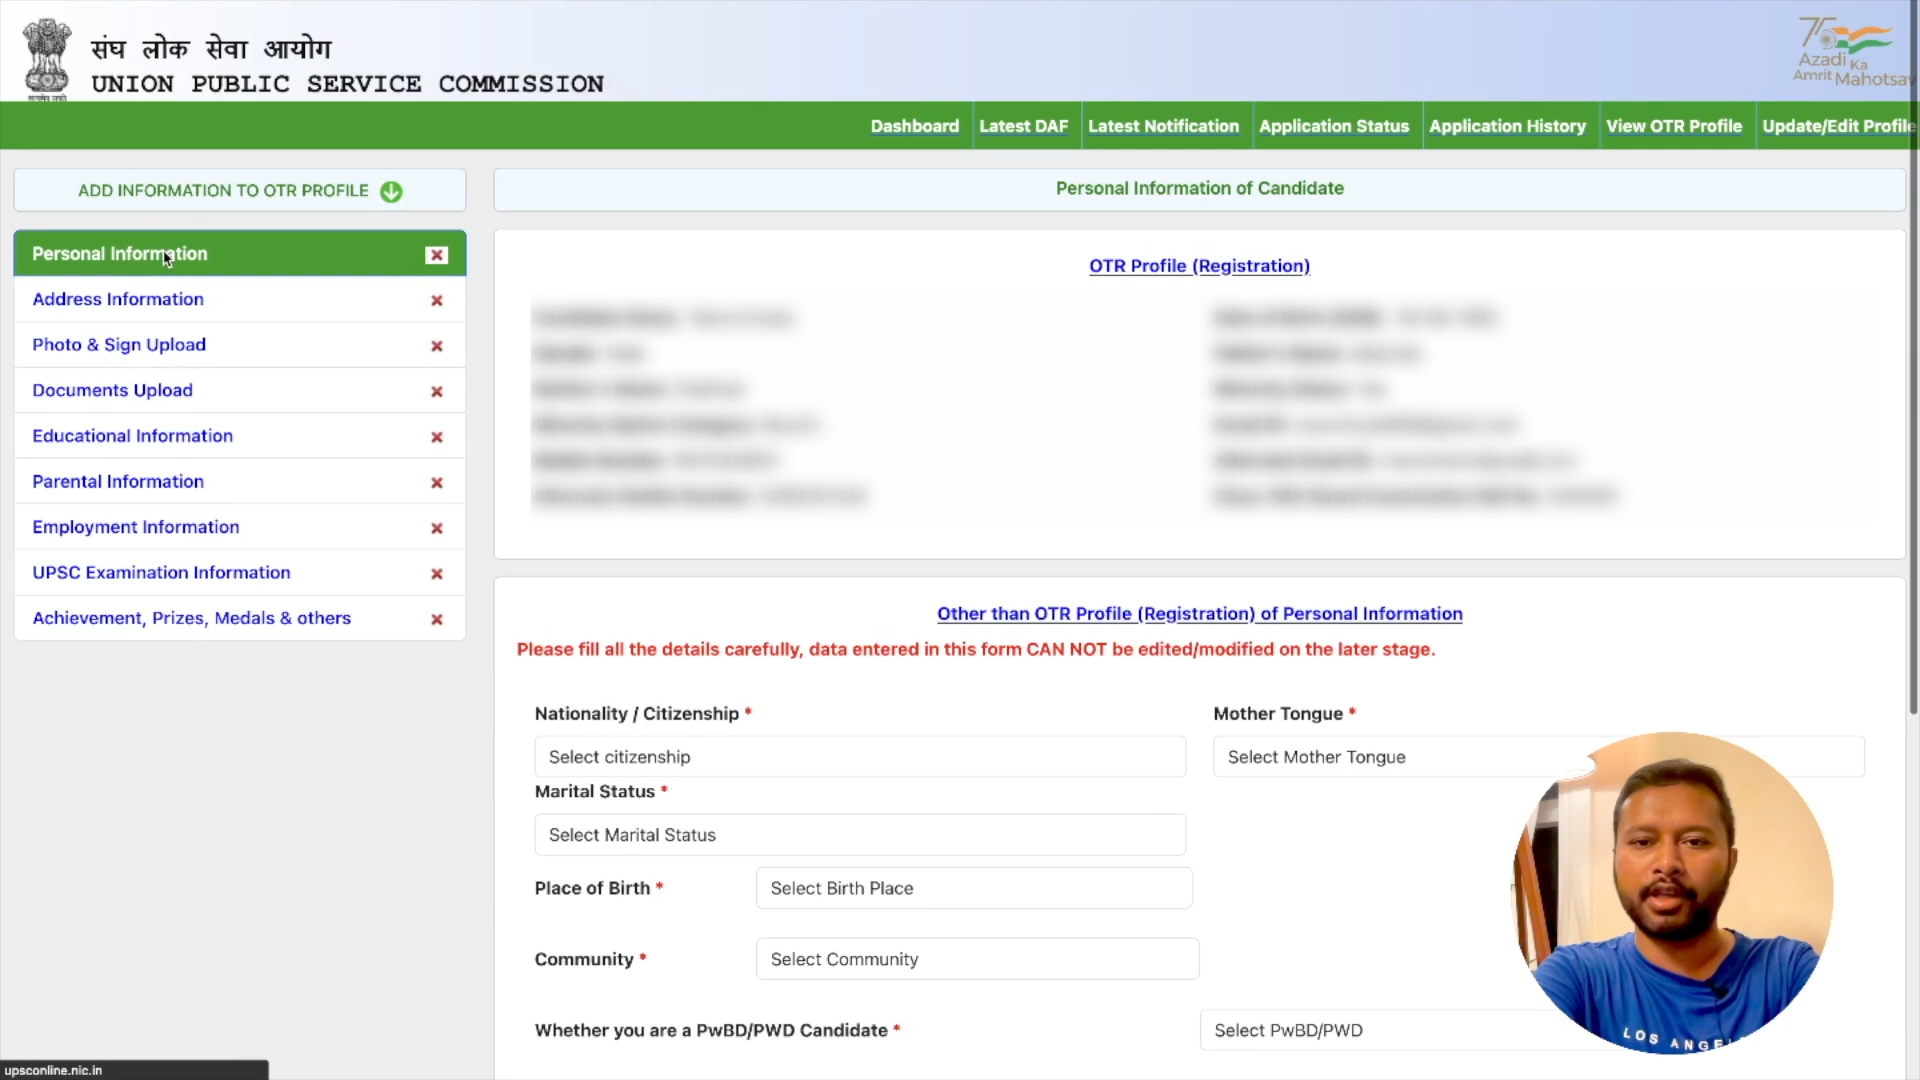 संघ लोक सेवा आयोग
UNION PUBLIC SERVICE COMMISSION
75
Azadi Ka
Amrit Mahotsav
Dashboard Latest DAF Latest Notification Application Status Application History View OTR Profile Update/Edit Profile
ADD INFORMATION TO OTR PROFILE
Personal Information
Address Information
Photo & Sign Upload
Documents Upload
Educational Information
Parental Information
Employment Information
UPSC Examination Information
Achievement, Prizes, Medals & others
Personal Information of Candidate
OTR Profile (Registration)
Other than OTR Profile (Registration) of Personal Information
Please fill all the details carefully, data entered in this form CAN NOT be edited/modified on the later stage.
Nationality / Citizenship *
Select citizenship
Mother Tongue *
Select Mother Tongue
Marital Status *
Select Marital Status
Place of Birth *
Select Birth Place
Community *
Select Community
Whether you are a PwBD/PWD Candidate *
Select PwBD/PWD
LOS ANGEL
upsconline.nic.in